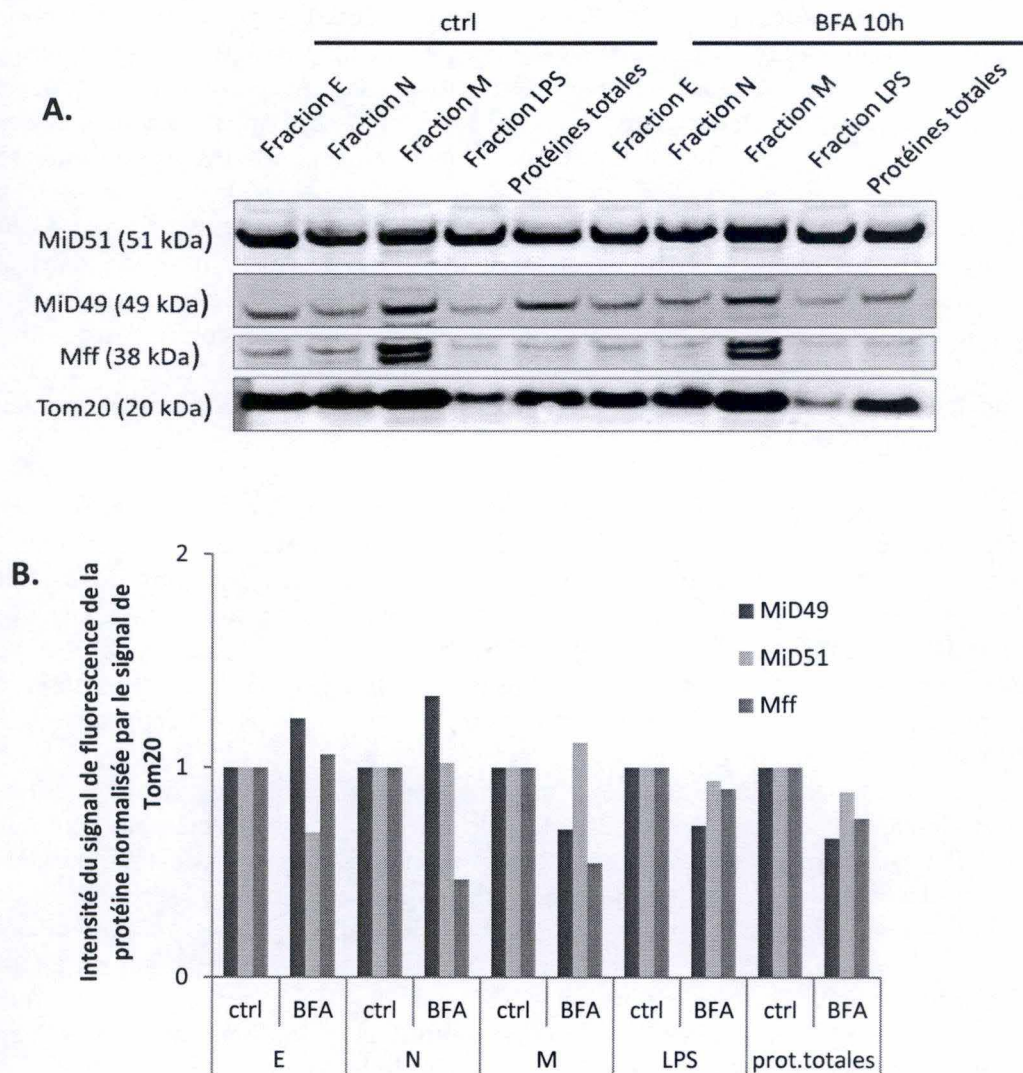 ctrl
BFA 10h
A.
Fraction E
Fraction N
Fraction M
Fraction LPS
Protéines totales
Fraction E
Fraction N
Fraction M
Fraction LPS
Protéines totales
MiD51 (51 kDa)
MiD49 (49 kDa)
Mff (38 kDa)
Tom20 (20 kDa)
B.
Intensité du signal de fluorescence de la
protéine normalisée par le signal de
Tom20
2
1
0
MiD49
MiD51
Mff
ctrl BFA ctrl BFA ctrl BFA ctrl BFA ctrl BFA
E N M LPS prot.totales